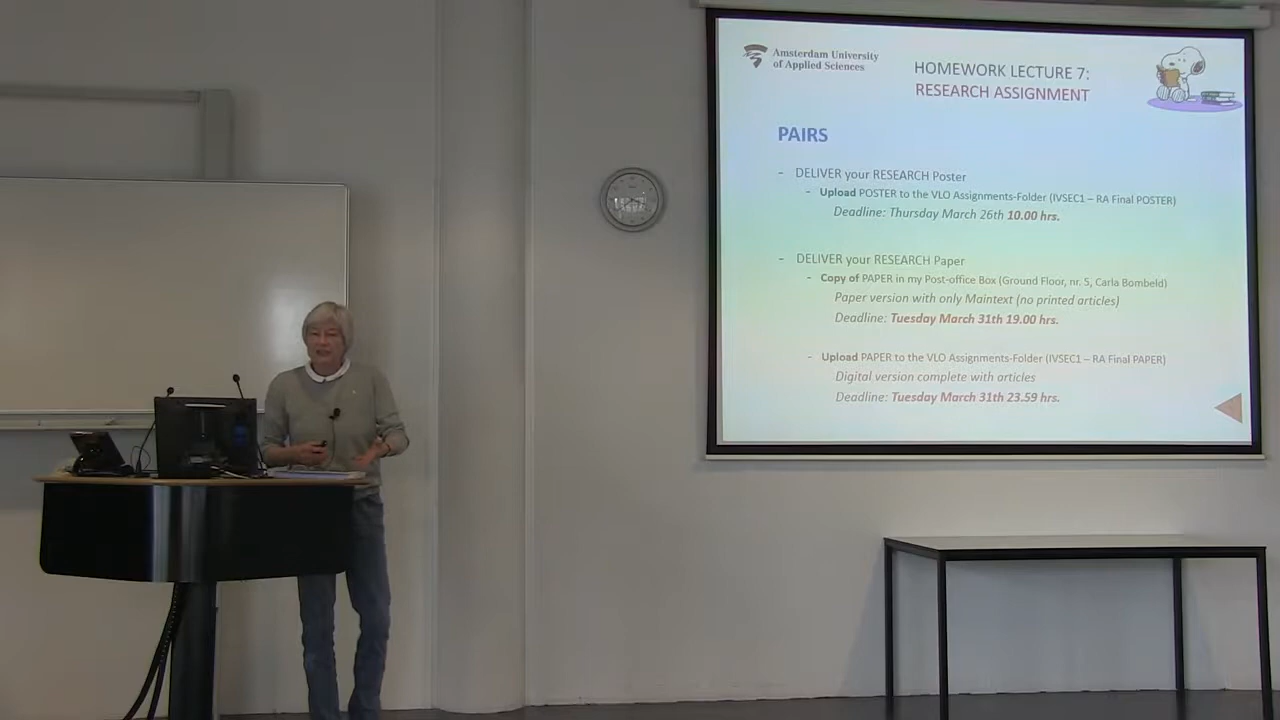 Amsterdam University
of Applied Sciences
HOMEWORK LECTURE 7:
RESEARCH ASSIGNMENT
PAIRS
- DELIVER your RESEARCH Poster
- Upload POSTER to the VLO Assignments-Folder (IVSEC1 – RA Final POSTER)
Deadline: Thursday March 26th 10.00 hrs.
- DELIVER your RESEARCH Paper
- Copy of PAPER in my Post-office Box (Ground Floor, nr. 5, Carla Bombeld)
Paper version with only Maintext (no printed articles)
Deadline: Tuesday March 31th 19.00 hrs.
- Upload PAPER to the VLO Assignments-Folder (IVSEC1 – RA Final PAPER)
Digital version complete with articles
Deadline: Tuesday March 31th 23.59 hrs.